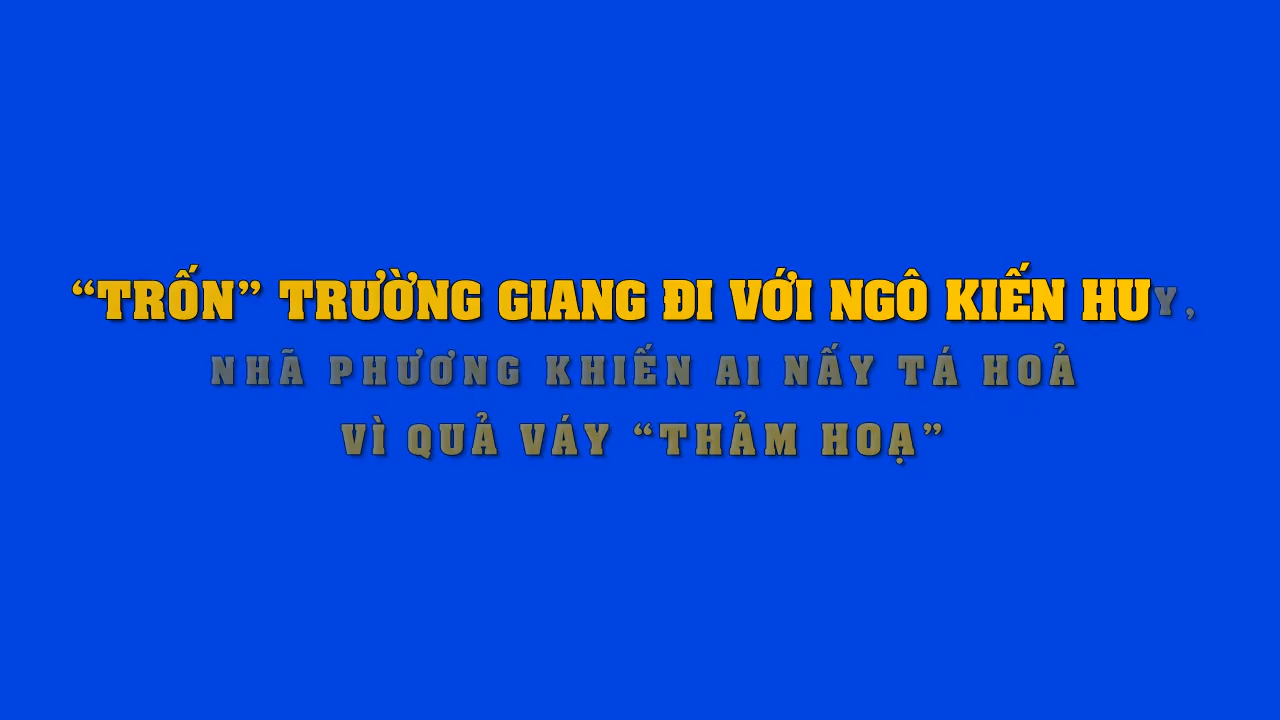 “TRỐN” TRƯỜNG GIANG ĐI VỚI NGÔ KIẾN HUY,
NHÃ PHƯƠNG KHIẾN AI NẤY TÁ HOẢ
VÌ QUẢ VÁY “THẢM HOẠ”